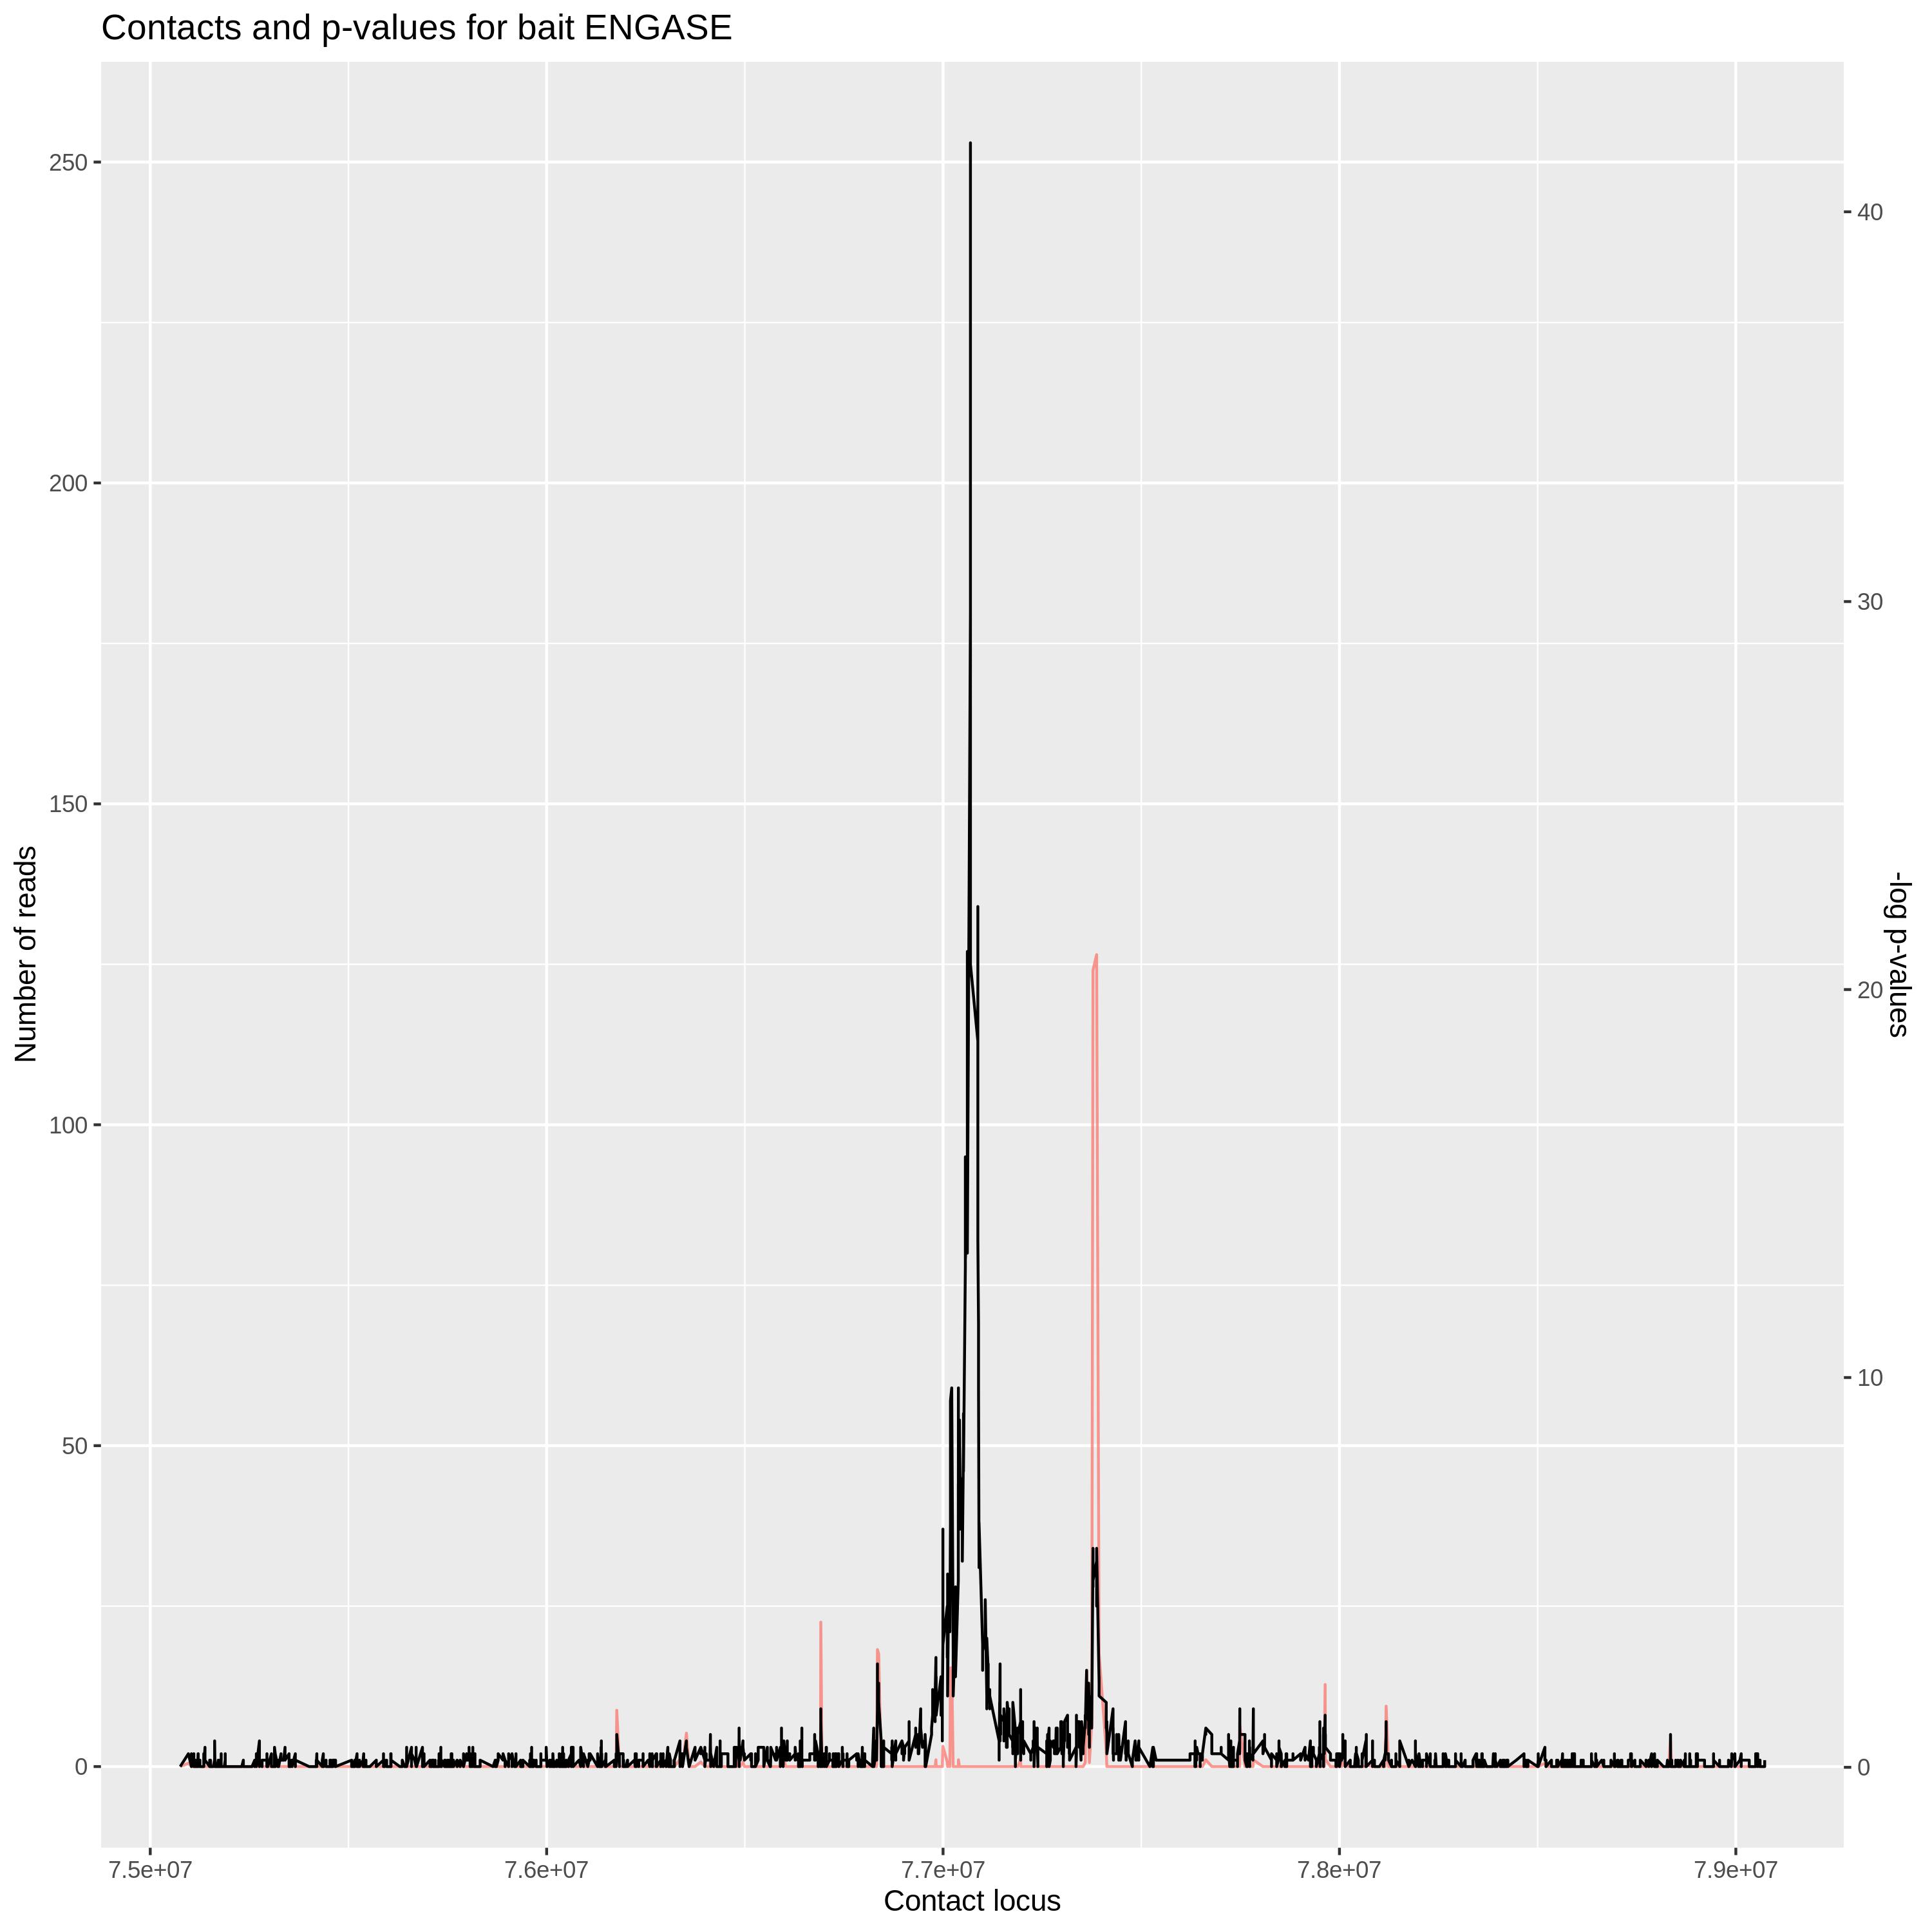 Contacts and p-values for bait ENGASE
250
200
150
100
50
0
Number of reads
40
30
20
10
0
-log p-values
7.5e+07 7.6e+07 7.7e+07 7.8e+07 7.9e+07
Contact locus